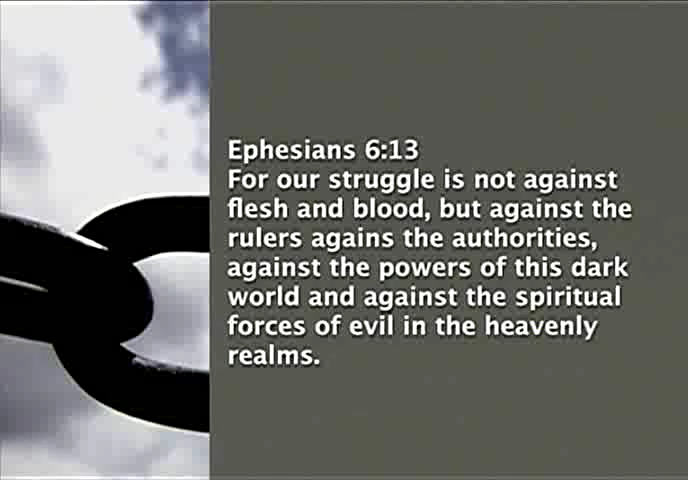 Ephesians 6:13
For our struggle is not against
flesh and blood, but against the
rulers agains the authorities,
against the powers of this dark
world and against the spiritual
forces of evil in the heavenly
realms.